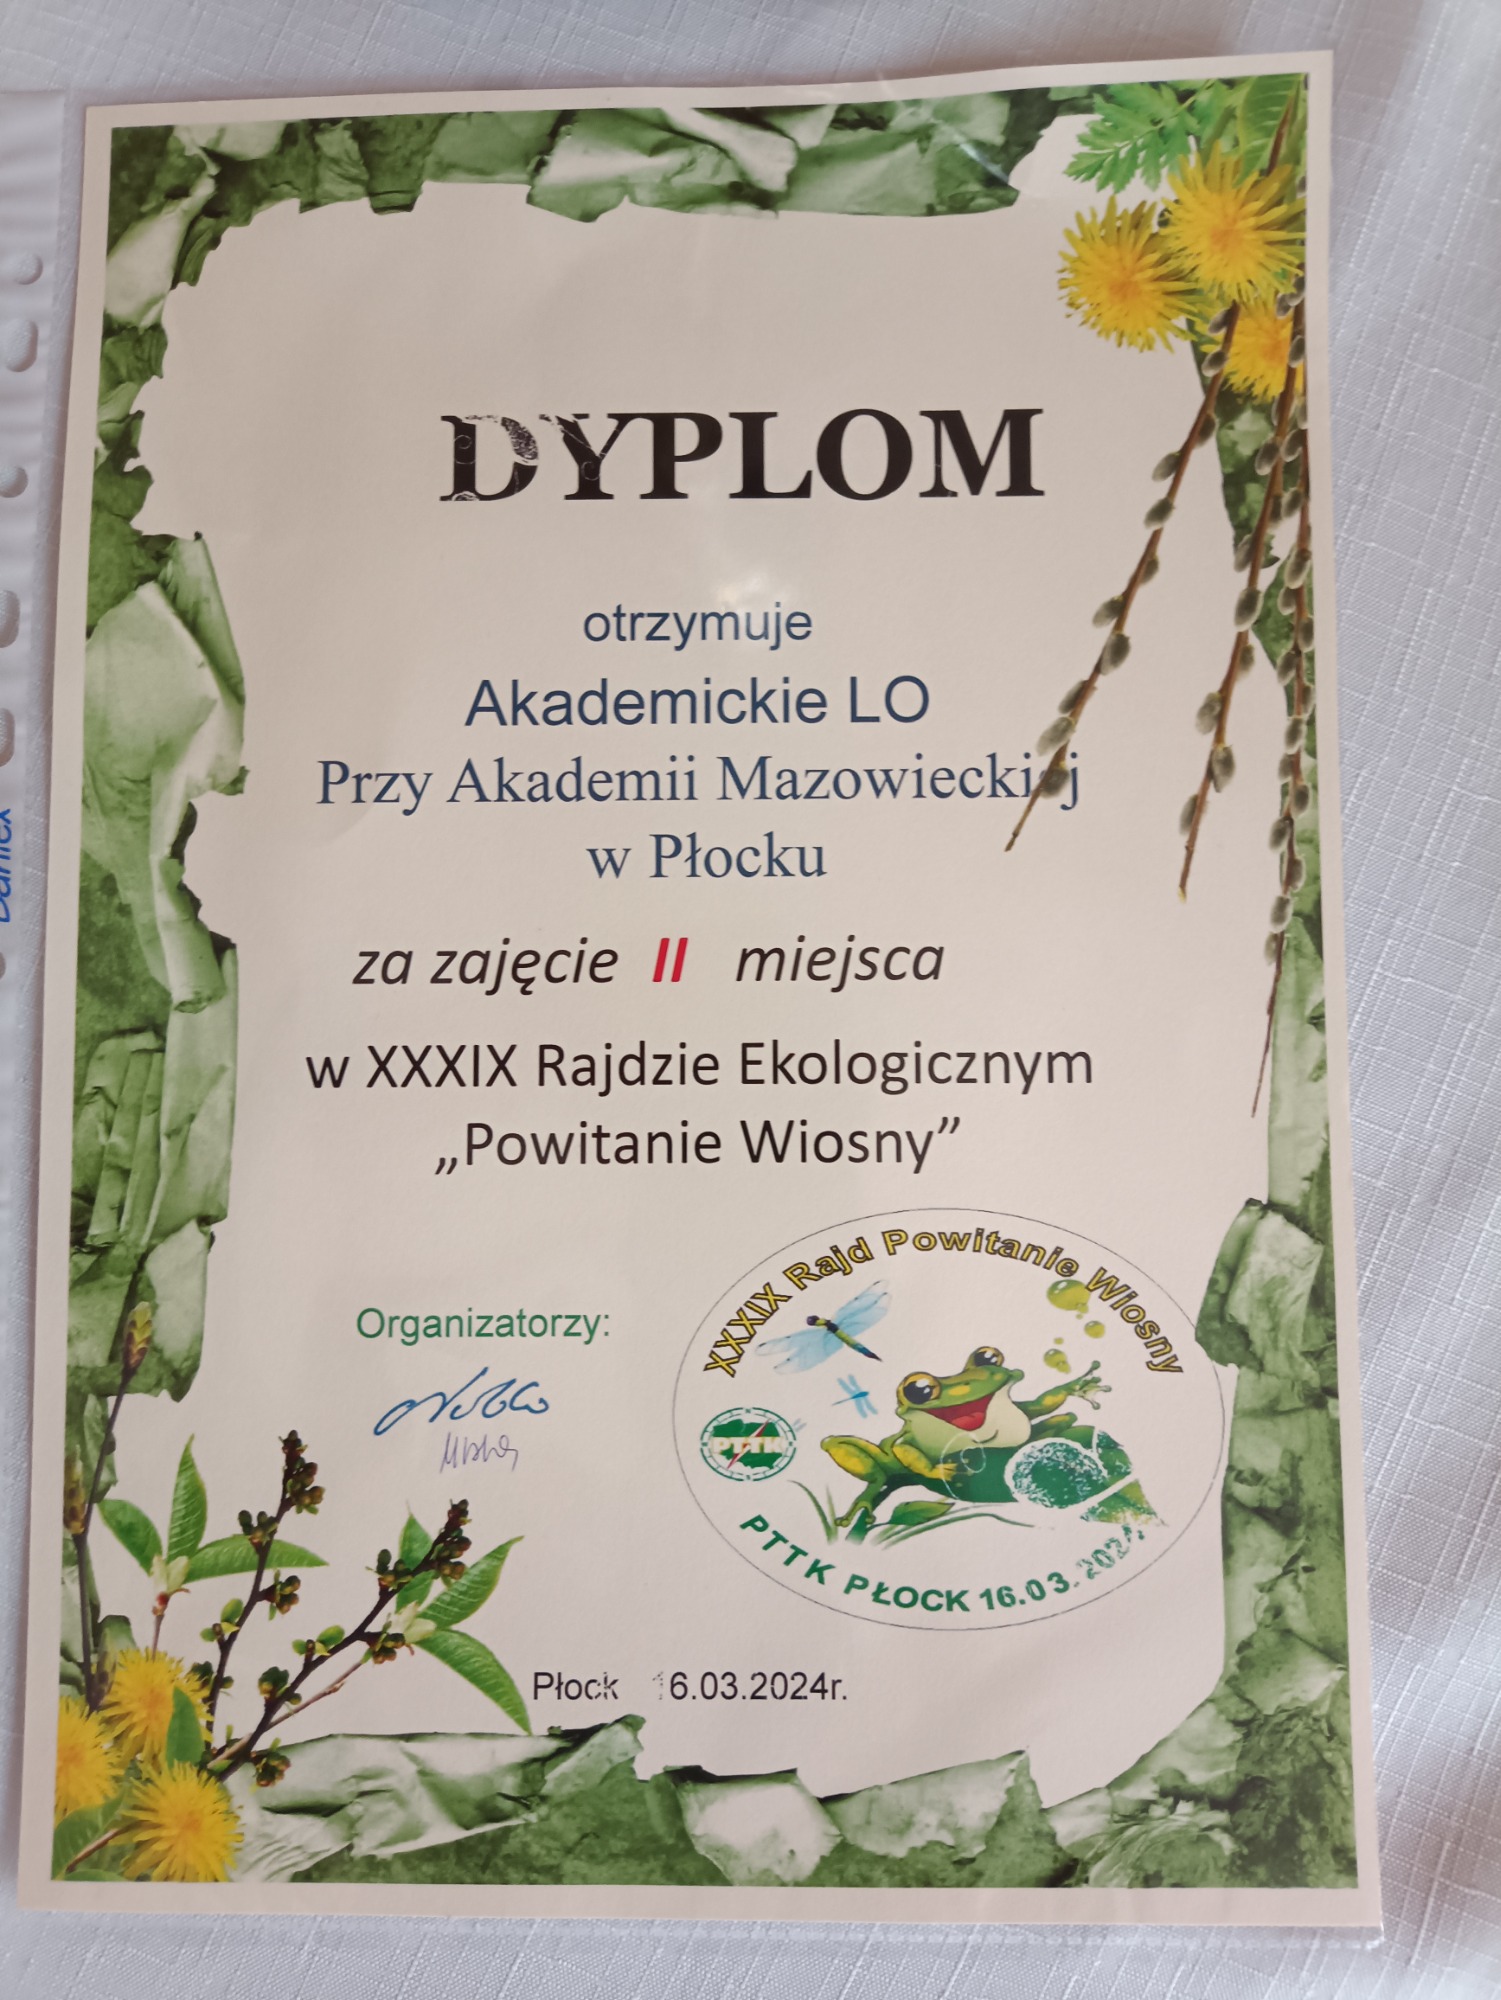 DYPLOM
otrzymuje
Akademickie LO
Przy Akademii Mazowieckiej
w Płocku
za zajęcie II miejsca
w XXXIX Rajdzie Ekologicznym
„Powitanie Wiosny”
Organizatorzy:
XXXIX Rajd Powitanie Wiosny
PTTK
PTTK PŁOCK 16.03.2024
Płock 16.03.2024r.